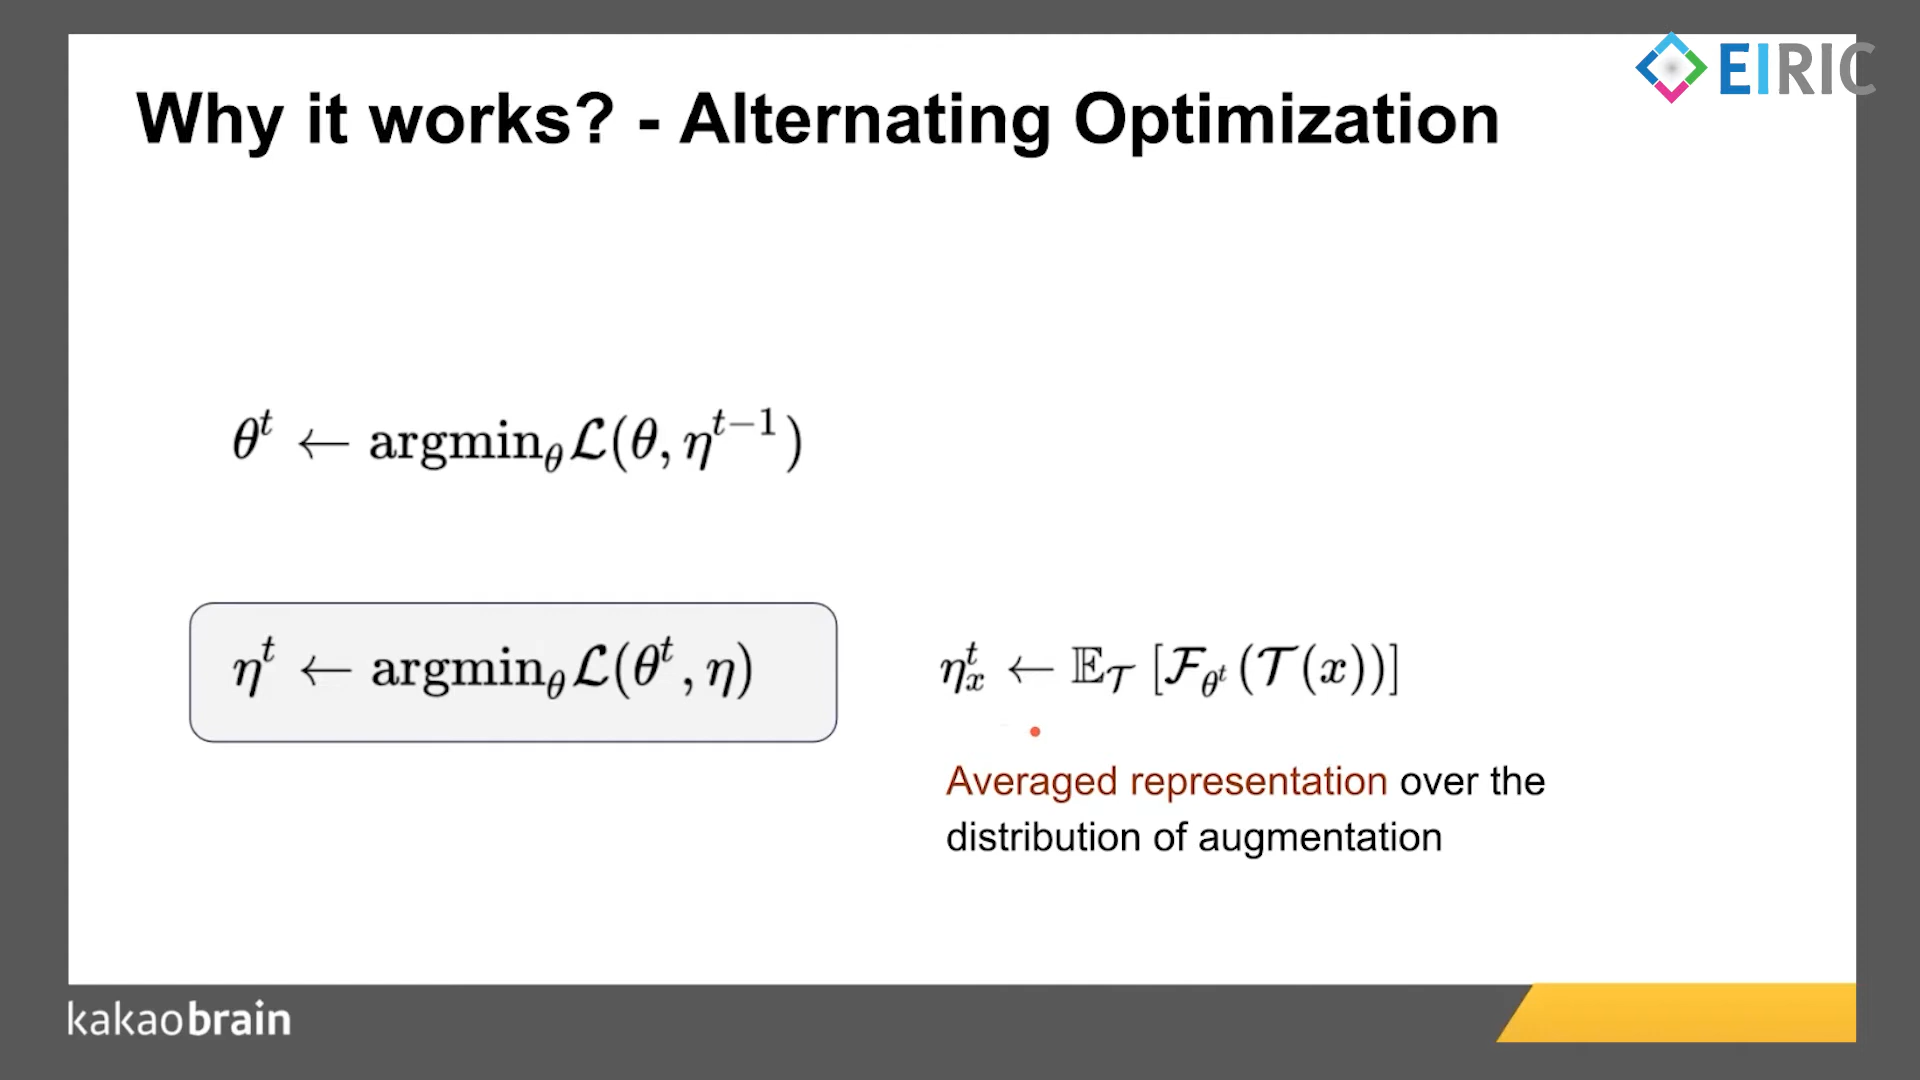 EIRIC
Why it works? - Alternating Optimization
θ^t ← argmin_θ ℒ(θ, η^{t−1})
η^t ← argmin_θ ℒ(θ^t, η)
η_x^t ← 𝔼_𝒯 [ℱ_{θ^t}(𝒯(x))]
Averaged representation over the
distribution of augmentation
kakaobrain